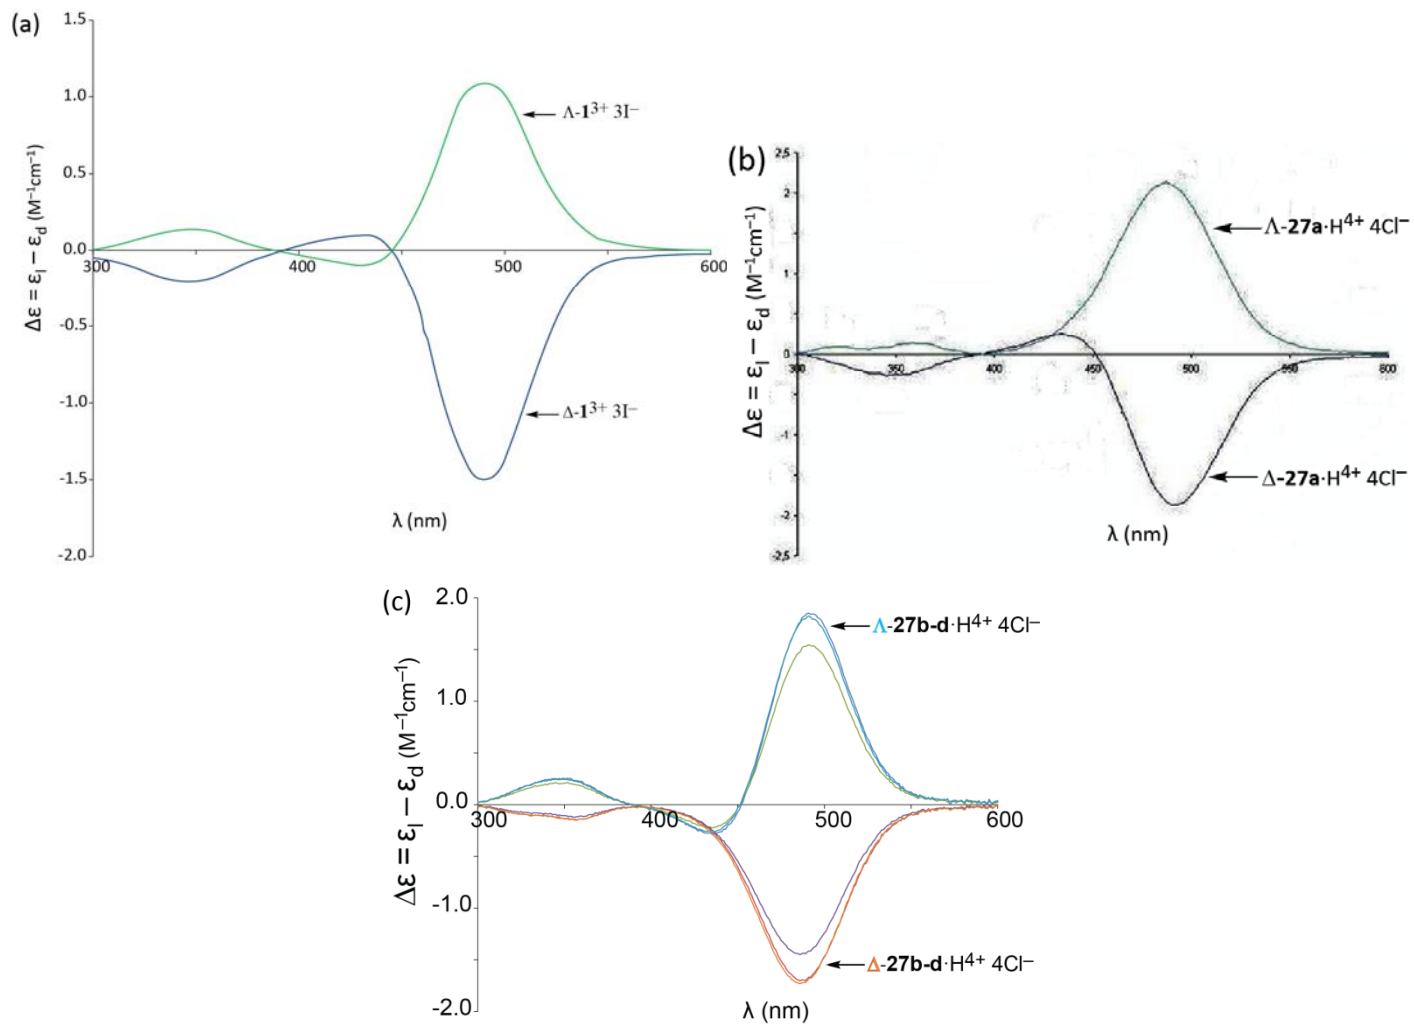 (a)
1.5
1.0
0.5
0.0
-0.5
-1.0
-1.5
-2.0
300
400
500
600
Δε = εl – εd (M–1cm–1)
λ (nm)
Λ-13+ 3I–
Δ-13+ 3I–
(b)
2,5
2
1
0
-1
-2
-2,5
300
350
400
450
500
550
600
Δε = εl – εd (M–1cm–1)
λ (nm)
Λ-27a·H4+ 4Cl–
Δ-27a·H4+ 4Cl–
(c)
2.0
1.0
0.0
-1.0
-2.0
300
400
500
600
Δε = εl – εd (M–1cm–1)
λ (nm)
Λ-27b-d·H4+ 4Cl–
Δ-27b-d·H4+ 4Cl–